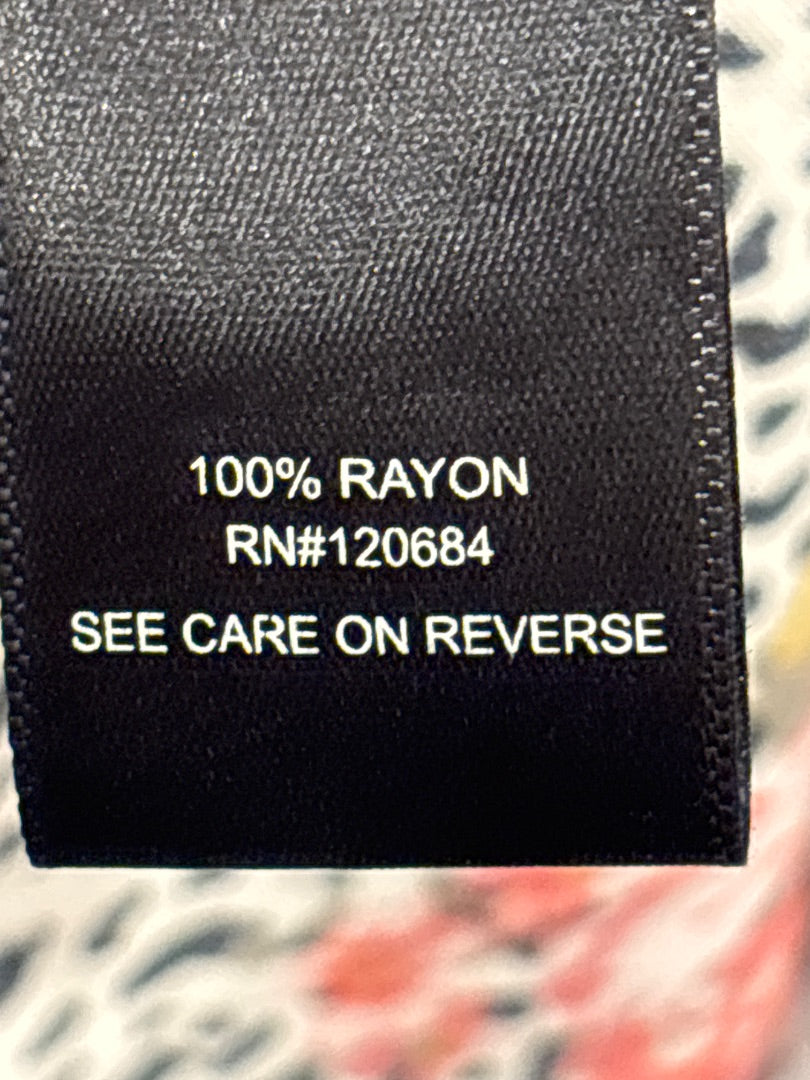 100% RAYON
RN#120684
SEE CARE ON REVERSE